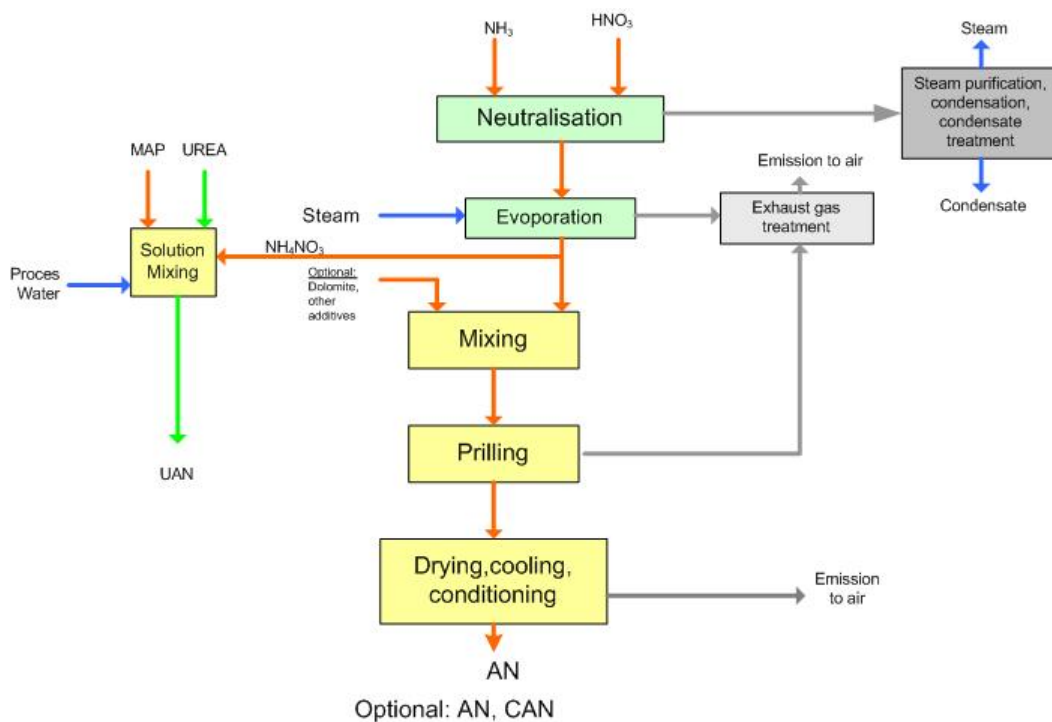 NH₃
HNO₃
Steam
Neutralisation
Steam purification,
condensation,
condensate
treatment
MAP
UREA
Emission to air
Condensate
Steam
Evoporation
Exhaust gas
treatment
Solution
Mixing
NH₄NO₃
Proces
Water
Optional:
Dolomite,
other
additives
Mixing
Prilling
UAN
Drying,cooling,
conditioning
Emission
to air
AN
Optional: AN, CAN